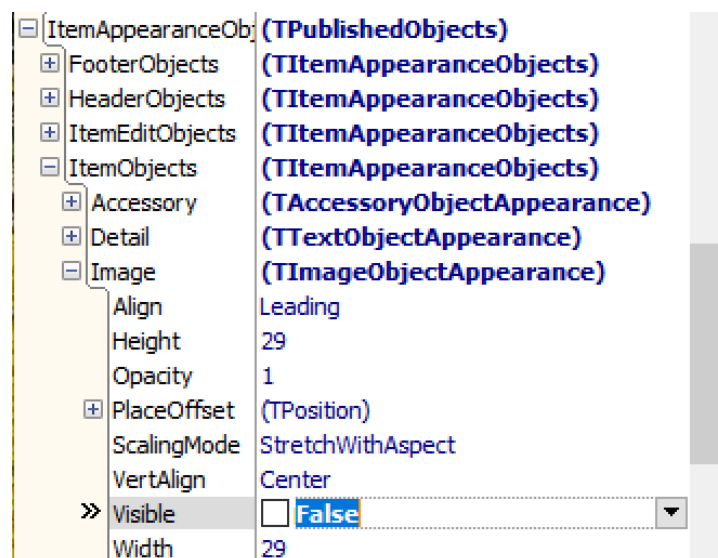 ItemAppearanceObj (TPublishedObjects)
FooterObjects (TItemAppearanceObjects)
HeaderObjects (TItemAppearanceObjects)
ItemEditObjects (TItemAppearanceObjects)
ItemObjects (TItemAppearanceObjects)
Accessory (TAccessoryObjectAppearance)
Detail (TTextObjectAppearance)
Image (TImageObjectAppearance)
Align Leading
Height 29
Opacity 1
PlaceOffset (TPosition)
ScalingMode StretchWithAspect
VertAlign Center
Visible False
Width 29